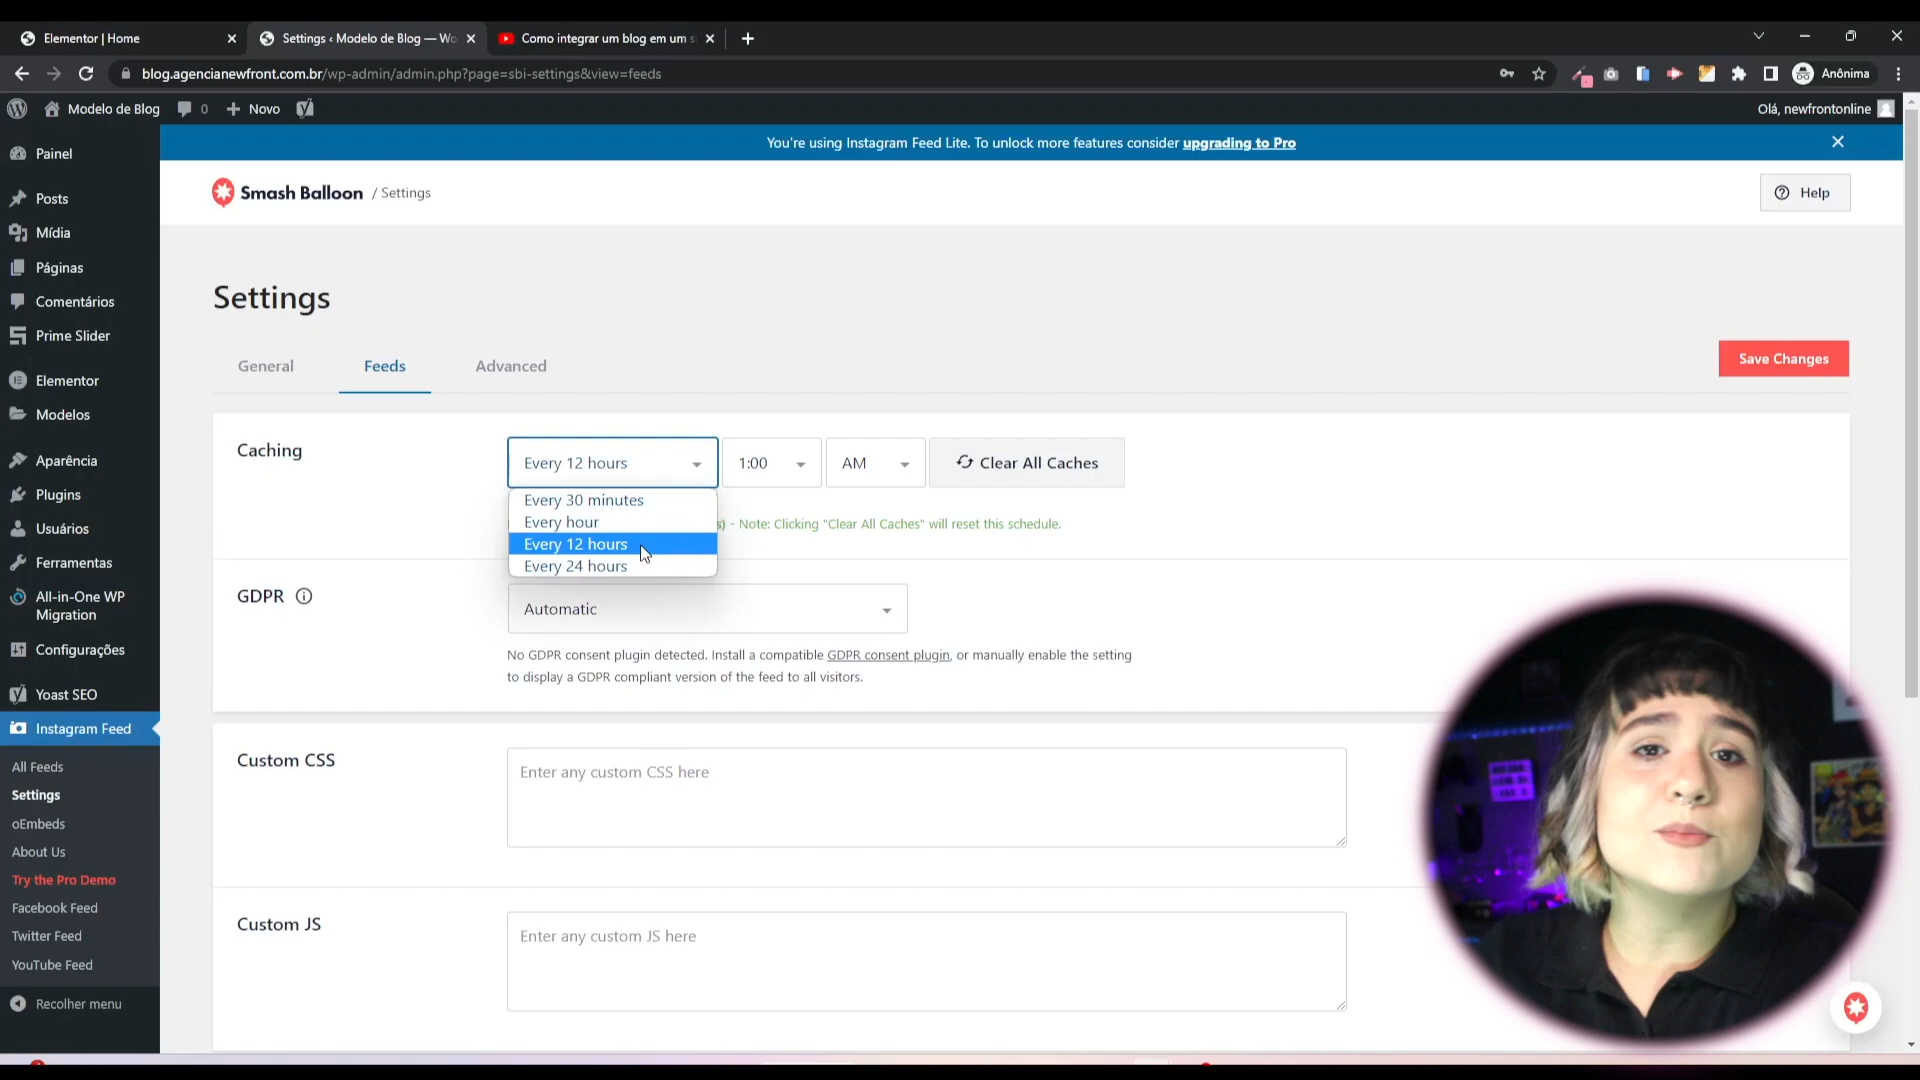 Elementor | Home
Settings ‹ Modelo de Blog — Wo
Como integrar um blog em um s
blog.agencianewfront.com.br/wp-admin/admin.php?page=sbi-settings&view=feeds
Anônima
Modelo de Blog
0
Novo
Olá, newfrontonline
You're using Instagram Feed Lite. To unlock more features consider upgrading to Pro
Smash Balloon / Settings
Help
Painel
Posts
Mídia
Páginas
Comentários
Prime Slider
Elementor
Modelos
Aparência
Plugins
Usuários
Ferramentas
All-in-One WP
Migration
Configurações
Yoast SEO
Instagram Feed
All Feeds
Settings
oEmbeds
About Us
Try the Pro Demo
Facebook Feed
Twitter Feed
YouTube Feed
Recolher menu
Settings
General
Feeds
Advanced
Save Changes
Caching
Every 12 hours
1:00
AM
Clear All Caches
Every 30 minutes
Every hour
Every 12 hours
Every 24 hours
s) - Note: Clicking "Clear All Caches" will reset this schedule.
GDPR
Automatic
No GDPR consent plugin detected. Install a compatible GDPR consent plugin, or manually enable the setting
to display a GDPR compliant version of the feed to all visitors.
Custom CSS
Enter any custom CSS here
Custom JS
Enter any custom JS here